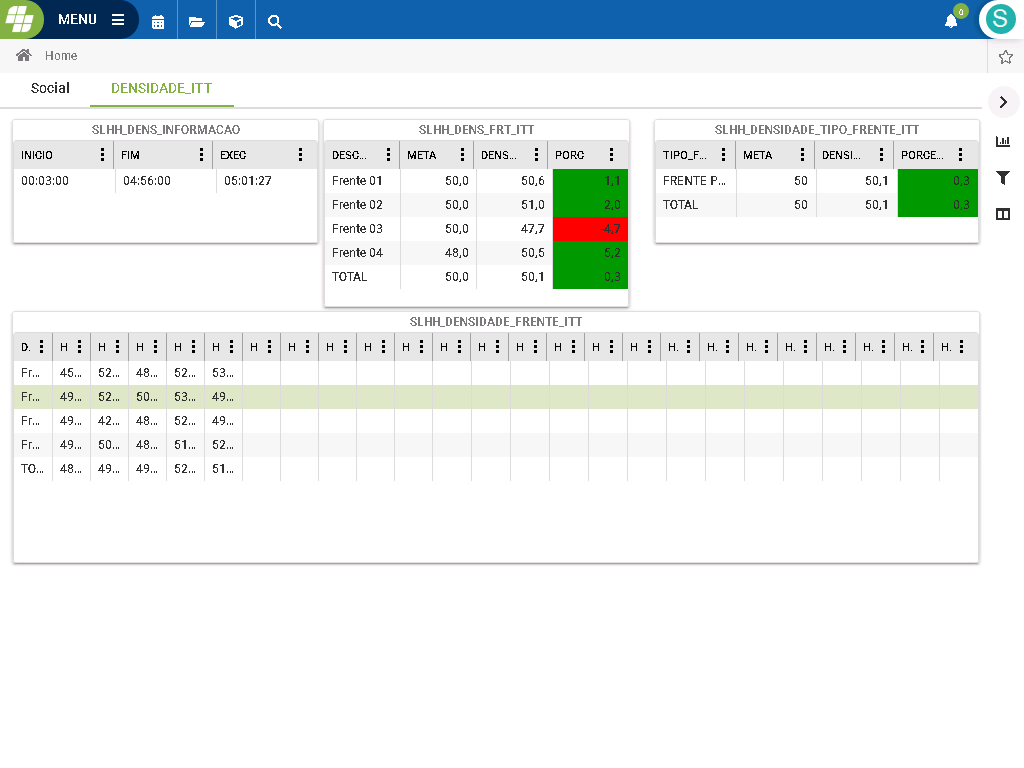 MENU
0
S
Home
Social DENSIDADE_ITT
SLHH_DENS_INFORMACAO
INICIO FIM EXEC
00:03:00 04:56:00 05:01:27
SLHH_DENS_FRT_ITT
DESC... META DENS... PORC
Frente 01 50,0 50,6 1,1
Frente 02 50,0 51,0 2,0
Frente 03 50,0 47,7 -4,7
Frente 04 48,0 50,5 5,2
TOTAL 50,0 50,1 0,3
SLHH_DENSIDADE_TIPO_FRENTE_ITT
TIPO_F... META DENSI... PORCE...
FRENTE P... 50 50,1 0,3
TOTAL 50 50,1 0,3
SLHH_DENSIDADE_FRENTE_ITT
D. H H H H H H H H H H H H H H H H H. H. H. H. H. H. H. H.
Fr... 45... 52... 48... 52... 53...
Fr... 49... 52... 50... 53... 49...
Fr... 49... 42... 48... 52... 49...
Fr... 49... 50... 48... 51... 52...
TO... 48... 49... 49... 52... 51...